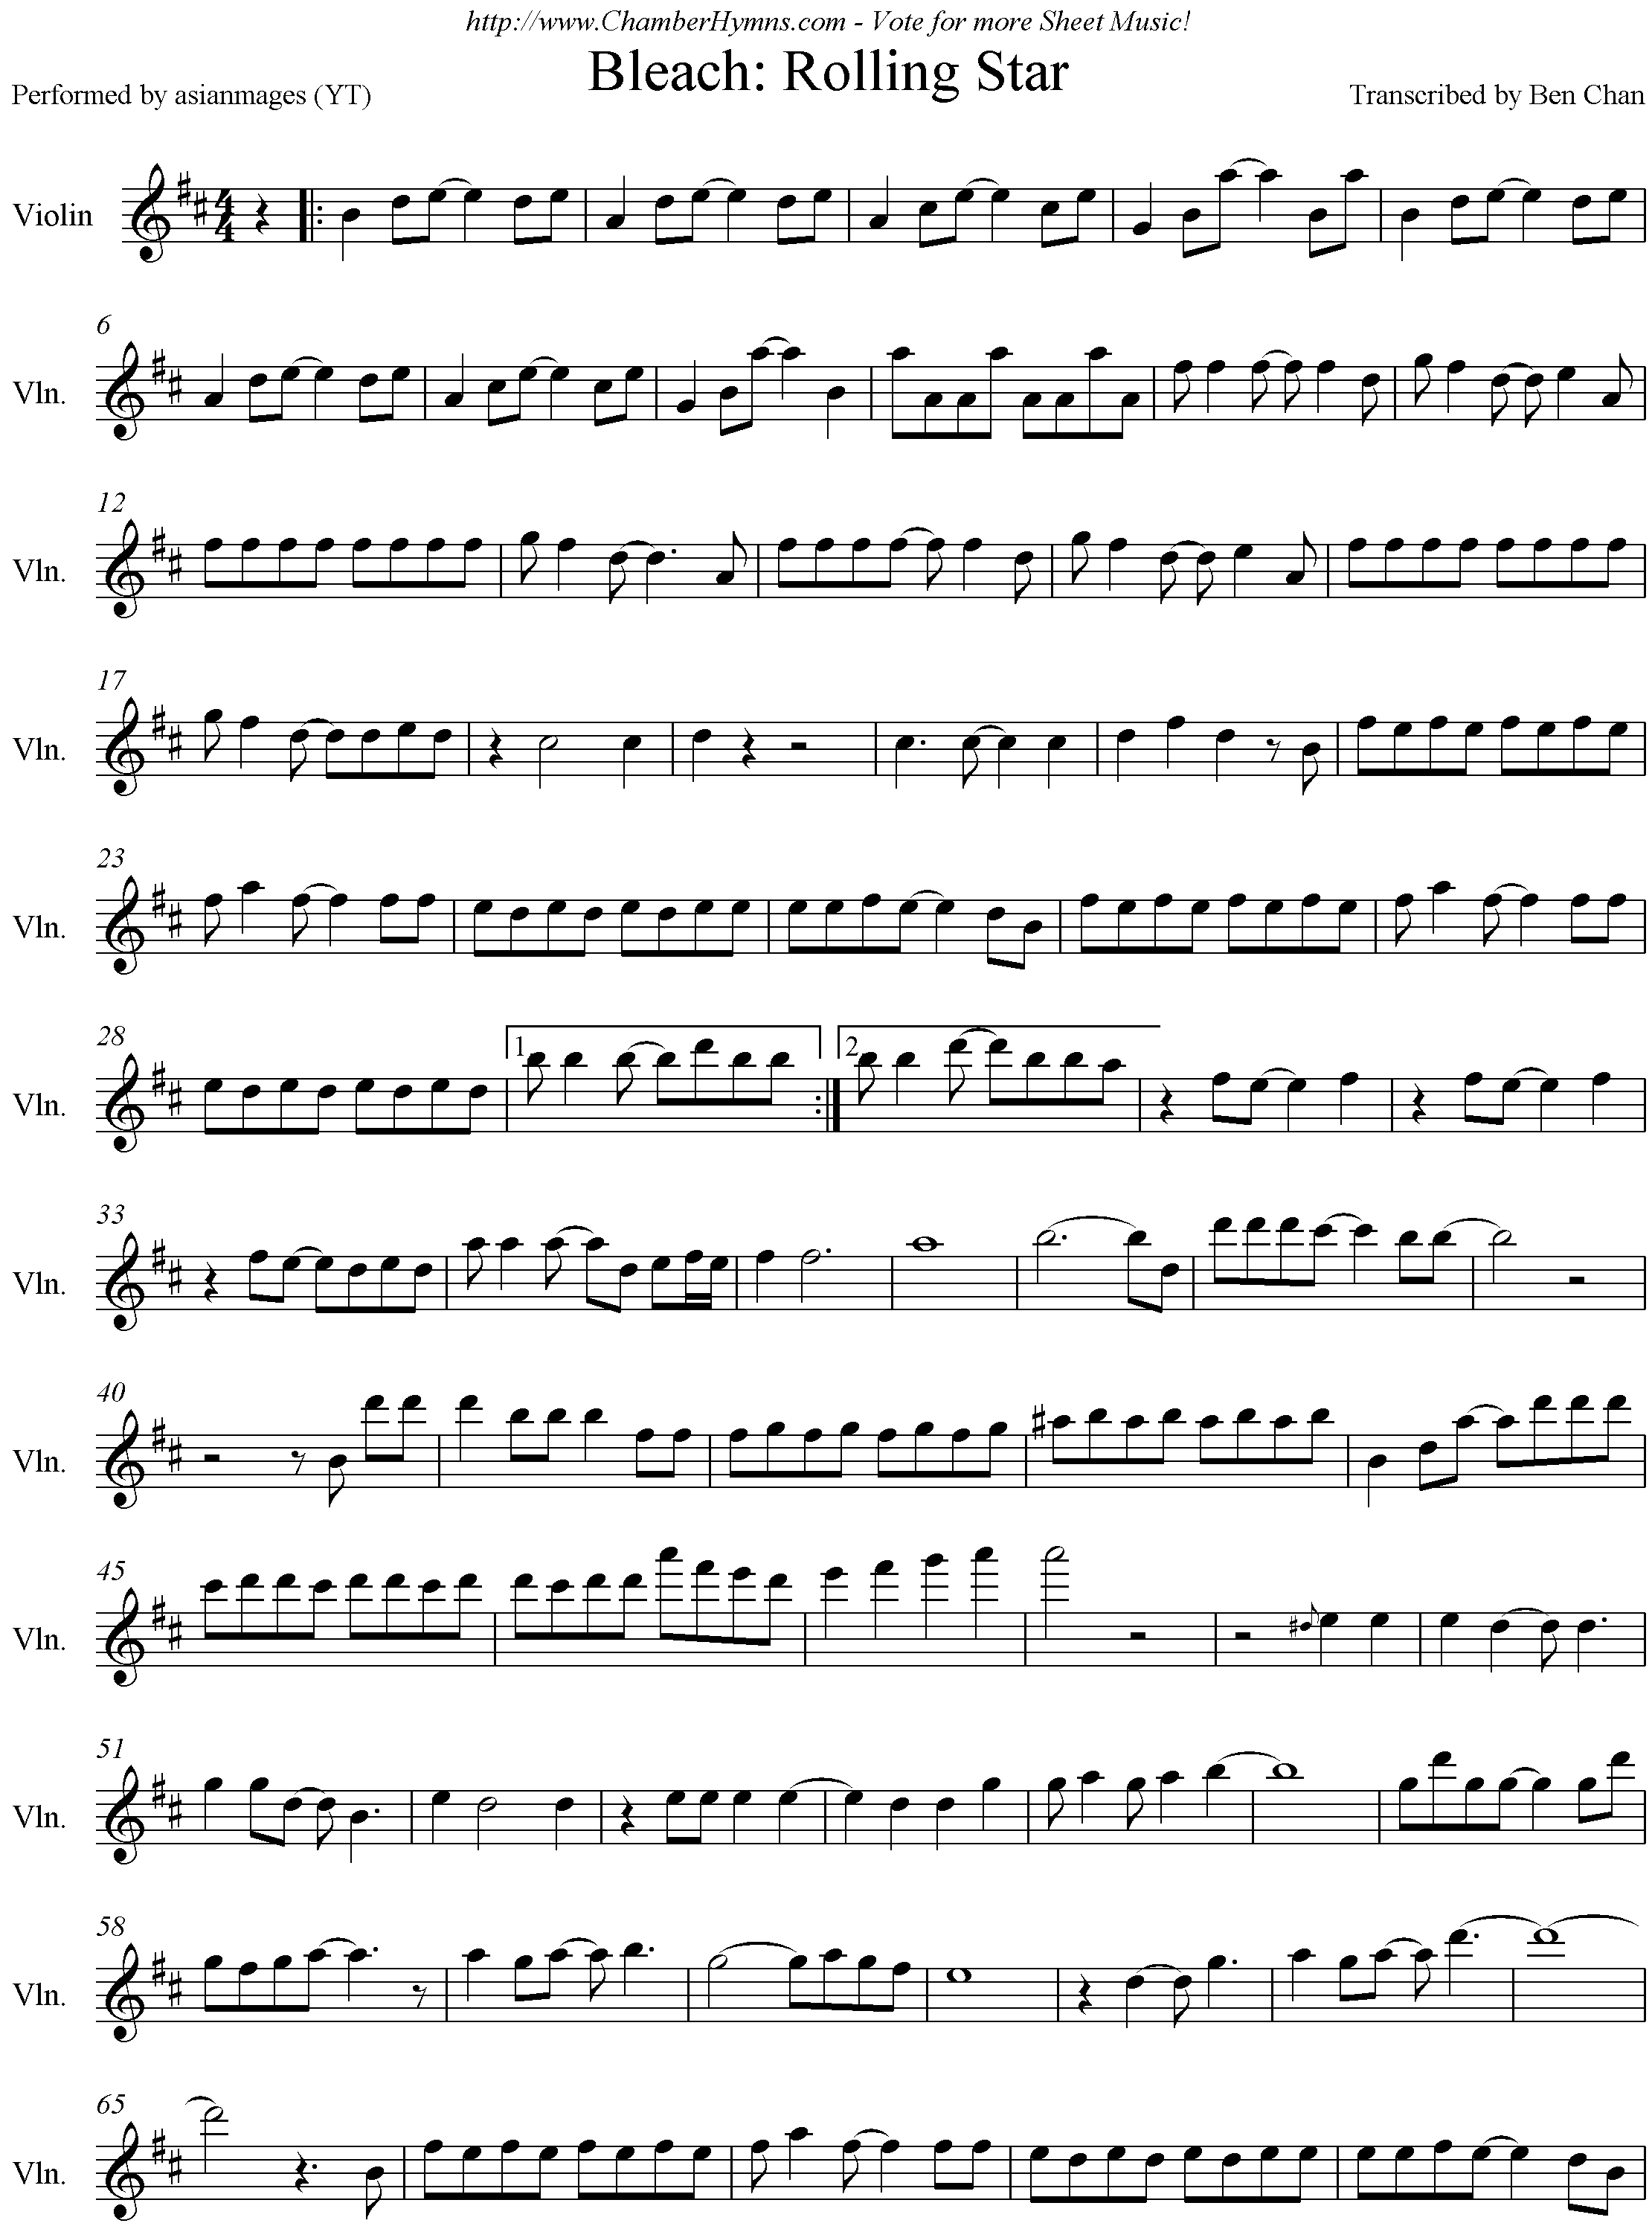 http://www.ChamberHymns.com - Vote for more Sheet Music!
Bleach: Rolling Star
Performed by asianmages (YT)
Transcribed by Ben Chan
Violin
4
4
6
Vln.
12
Vln.
17
Vln.
23
Vln.
28
1.
2.
Vln.
33
Vln.
40
Vln.
45
Vln.
51
Vln.
58
Vln.
65
Vln.